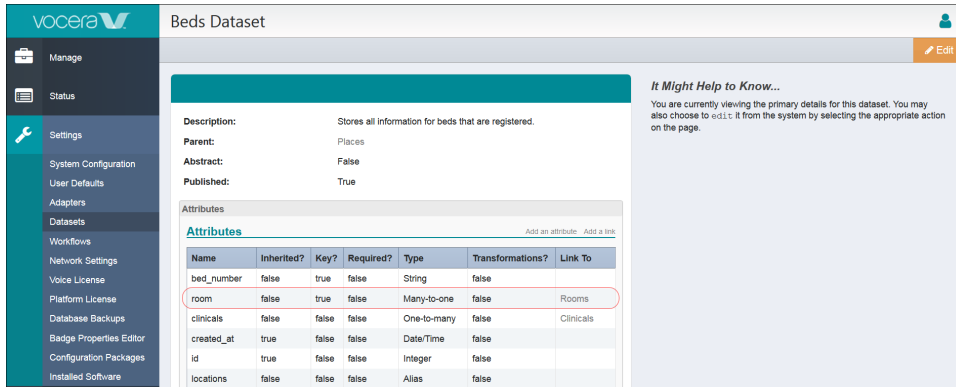 vocera
Beds Dataset
Edit
Manage
Status
Settings
System Configuration
User Defaults
Adapters
Datasets
Workflows
Network Settings
Voice License
Platform License
Database Backups
Badge Properties Editor
Configuration Packages
Installed Software
Description: Stores all information for beds that are registered.
Parent: Places
Abstract: False
Published: True
Attributes
Attributes Add an attribute Add a link
Name Inherited? Key? Required? Type Transformations? Link To
bed_number false true false String false
room false true false Many-to-one false Rooms
clinicals false false false One-to-many false Clinicals
created_at true false false Date/Time false
id true false false Integer false
locations false false false Alias false
It Might Help to Know...
You are currently viewing the primary details for this dataset. You may
also choose to edit it from the system by selecting the appropriate action
on the page.